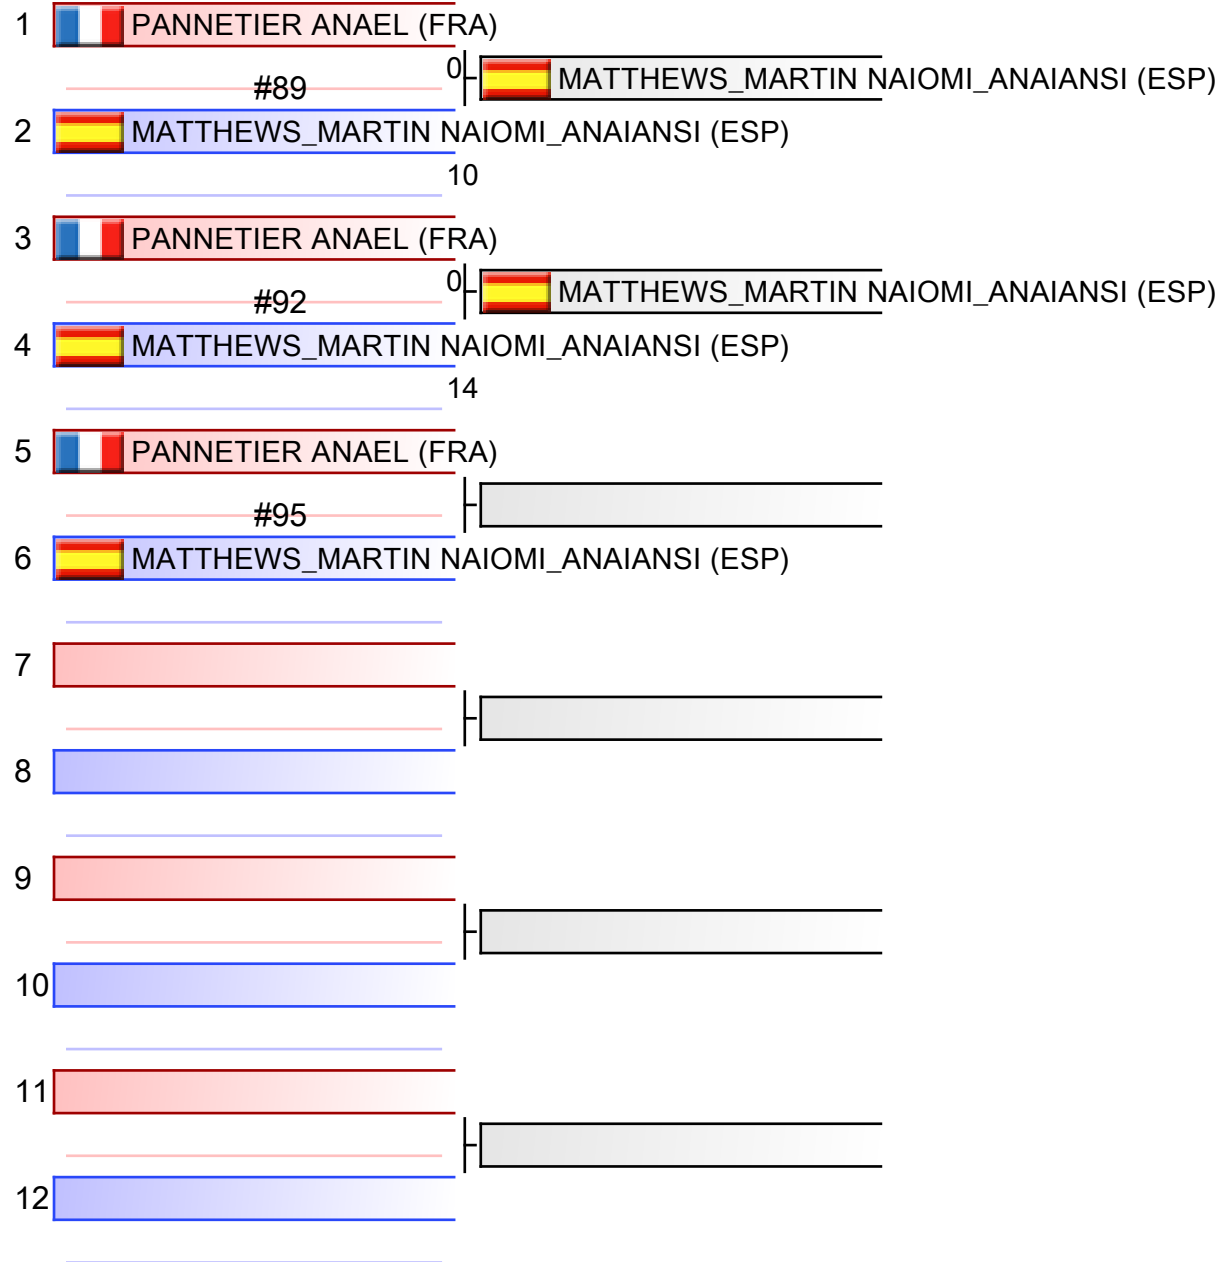 1 PANNETIER ANAEL (FRA)
#89 0 MATTHEWS_MARTIN NAIOMI_ANAIANSI (ESP)
2 MATTHEWS_MARTIN NAIOMI_ANAIANSI (ESP)
10
3 PANNETIER ANAEL (FRA)
#92 0 MATTHEWS_MARTIN NAIOMI_ANAIANSI (ESP)
4 MATTHEWS_MARTIN NAIOMI_ANAIANSI (ESP)
14
5 PANNETIER ANAEL (FRA)
#95
6 MATTHEWS_MARTIN NAIOMI_ANAIANSI (ESP)
7
8
9
10
11
12